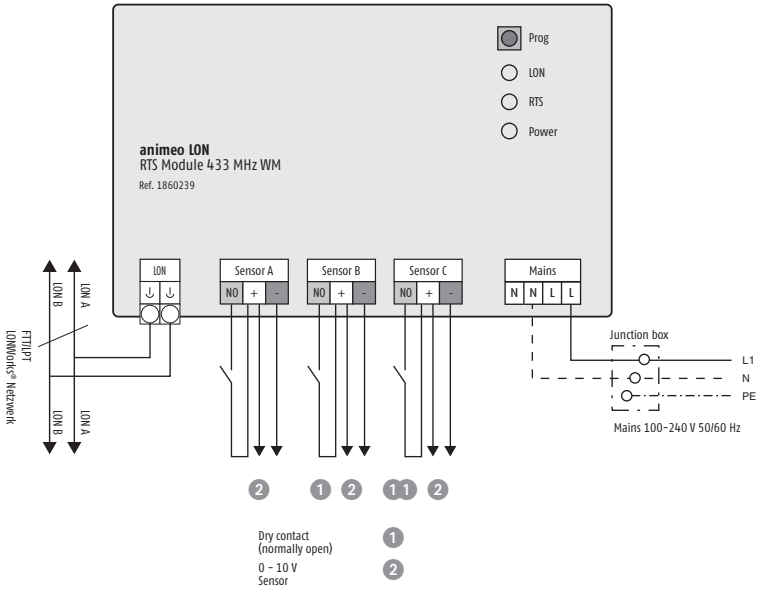 Prog
LON
RTS
Power
animeo LON
RTS Module 433 MHz WM
Ref. 1860239
LON
Sensor A
Sensor B
Sensor C
Mains
NO + -
NO + -
NO + -
N N L L
LON B
LON A
FTT/LPT
LONWorks® Netzwerk
LON B
LON A
Junction box
L1
N
PE
Mains 100-240 V 50/60 Hz
2
1 2
1 1 2
Dry contact
(normally open)
1
0 - 10 V
Sensor
2